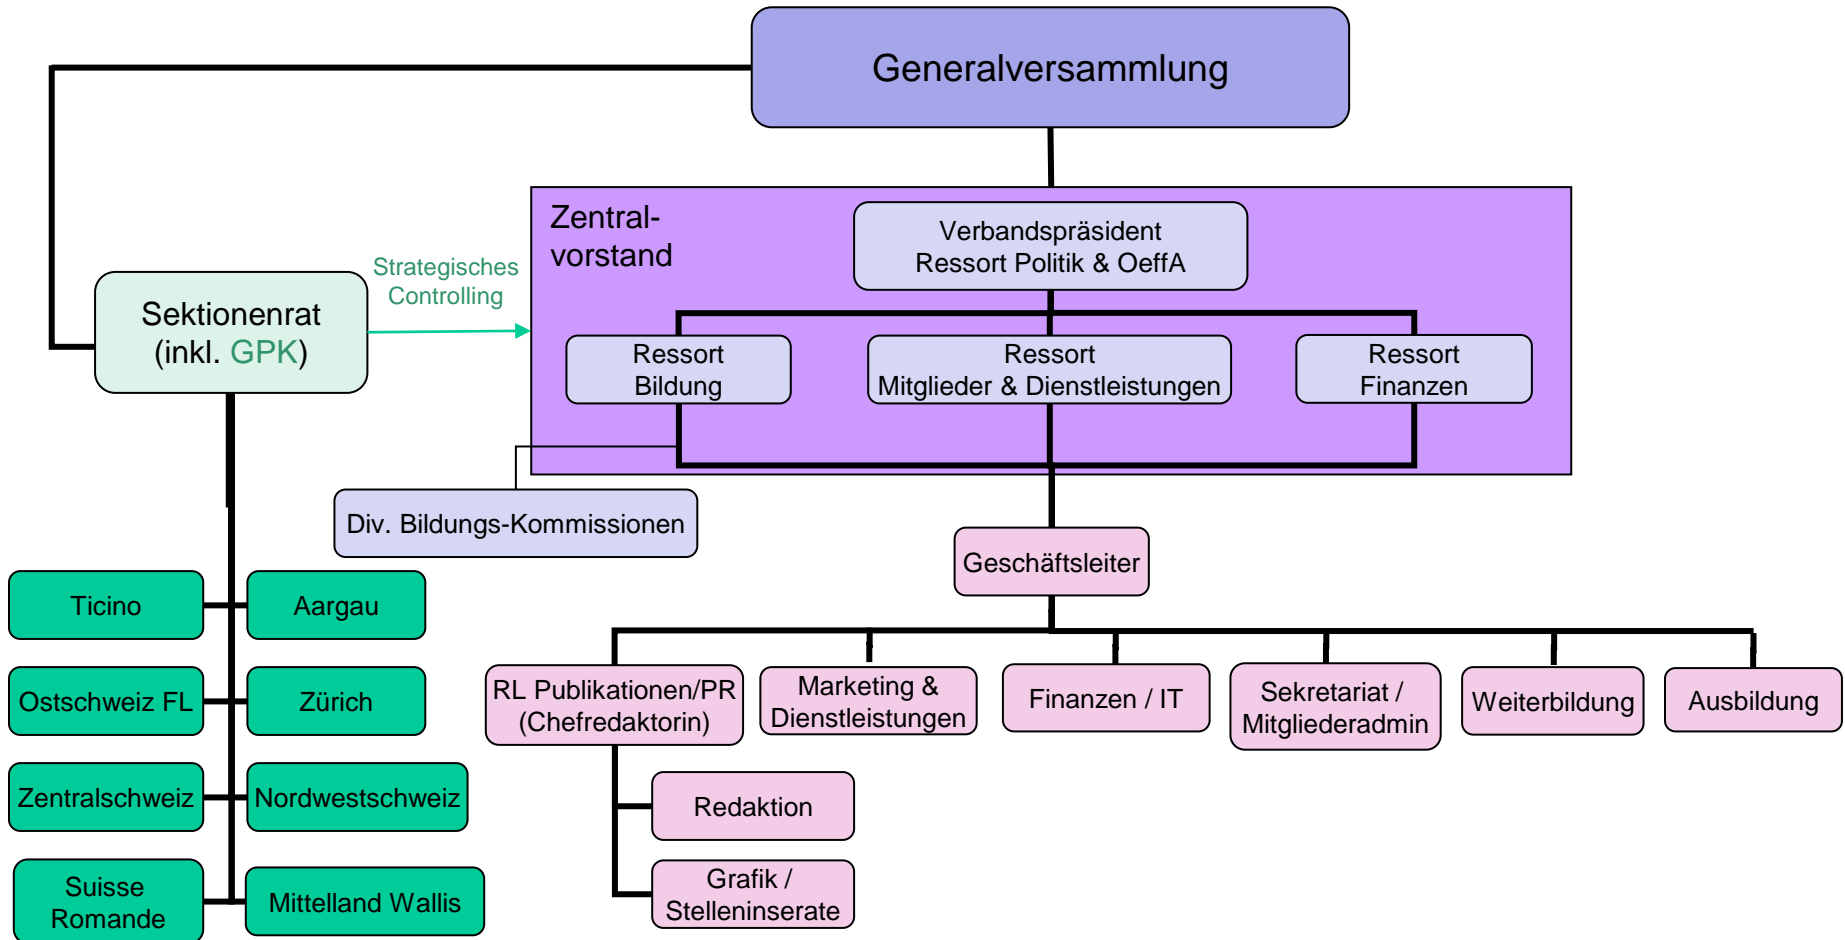 Generalversammlung
Zentral-
vorstand
Verbandspräsident
Ressort Politik & OeffA
Strategisches
Controlling
Sektionenrat
(inkl. GPK)
Ressort
Bildung
Ressort
Mitglieder & Dienstleistungen
Ressort
Finanzen
Div. Bildungs-Kommissionen
Geschäftsleiter
Ticino
Aargau
Ostschweiz FL
Zürich
Zentralschweiz
Nordwestschweiz
Suisse
Romande
Mittelland Wallis
RL Publikationen/PR
(Chefredaktorin)
Marketing &
Dienstleistungen
Finanzen / IT
Sekretariat /
Mitgliederadmin
Weiterbildung
Ausbildung
Redaktion
Grafik /
Stelleninserate